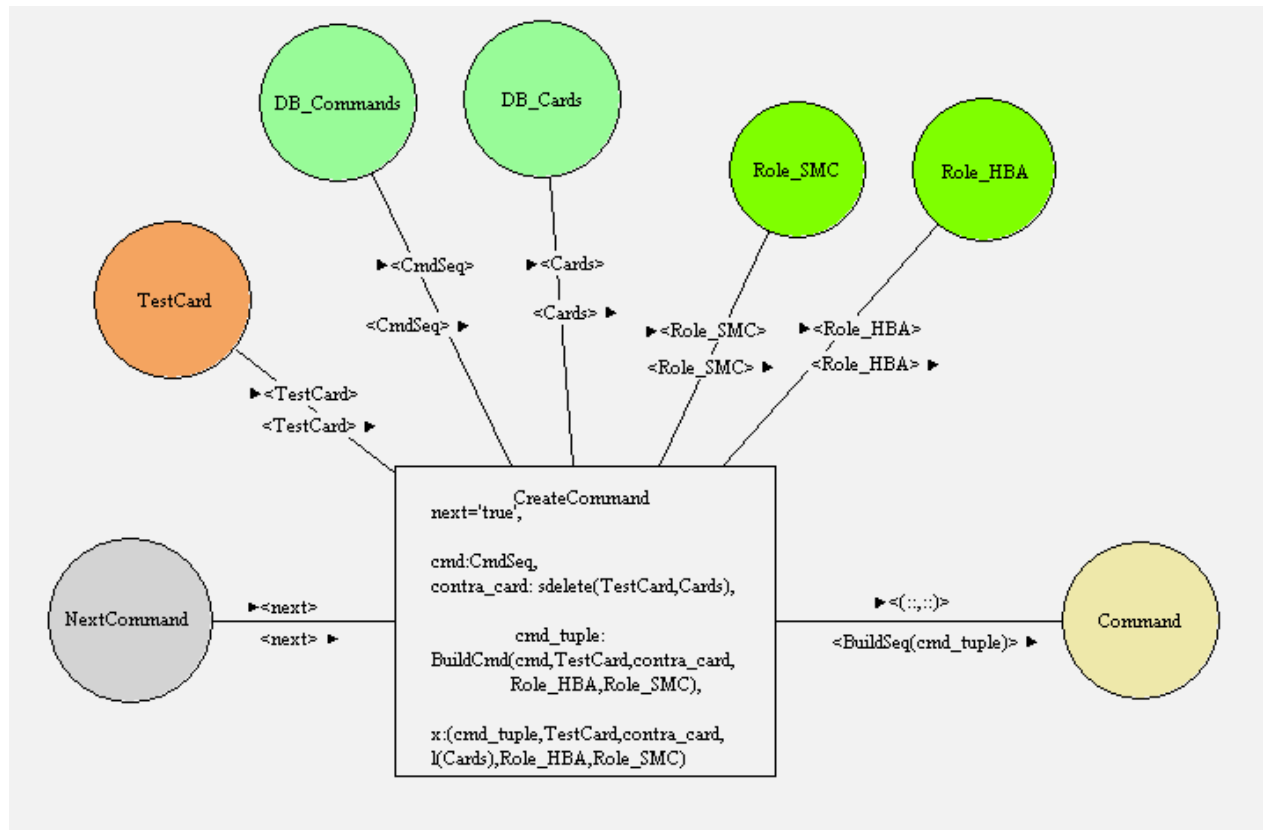 DB_Commands
DB_Cards
Role_SMC
Role_HBA
TestCard
►<CmdSeq>
<CmdSeq> ►
►<Cards>
<Cards> ►
►<Role_SMC>
<Role_SMC> ►
►<Role_HBA>
<Role_HBA> ►
►<TestCard>
<TestCard> ►
NextCommand
►<next>
<next> ►
CreateCommand
next='true',
cmd:CmdSeq,
contra_card: sdelete(TestCard,Cards),
cmd_tuple:
BuildCmd(cmd,TestCard,contra_card,
Role_HBA,Role_SMC),
x:(cmd_tuple,TestCard,contra_card,
l(Cards),Role_HBA,Role_SMC)
►<(::,::)>
<BuildSeq(cmd_tuple)> ►
Command